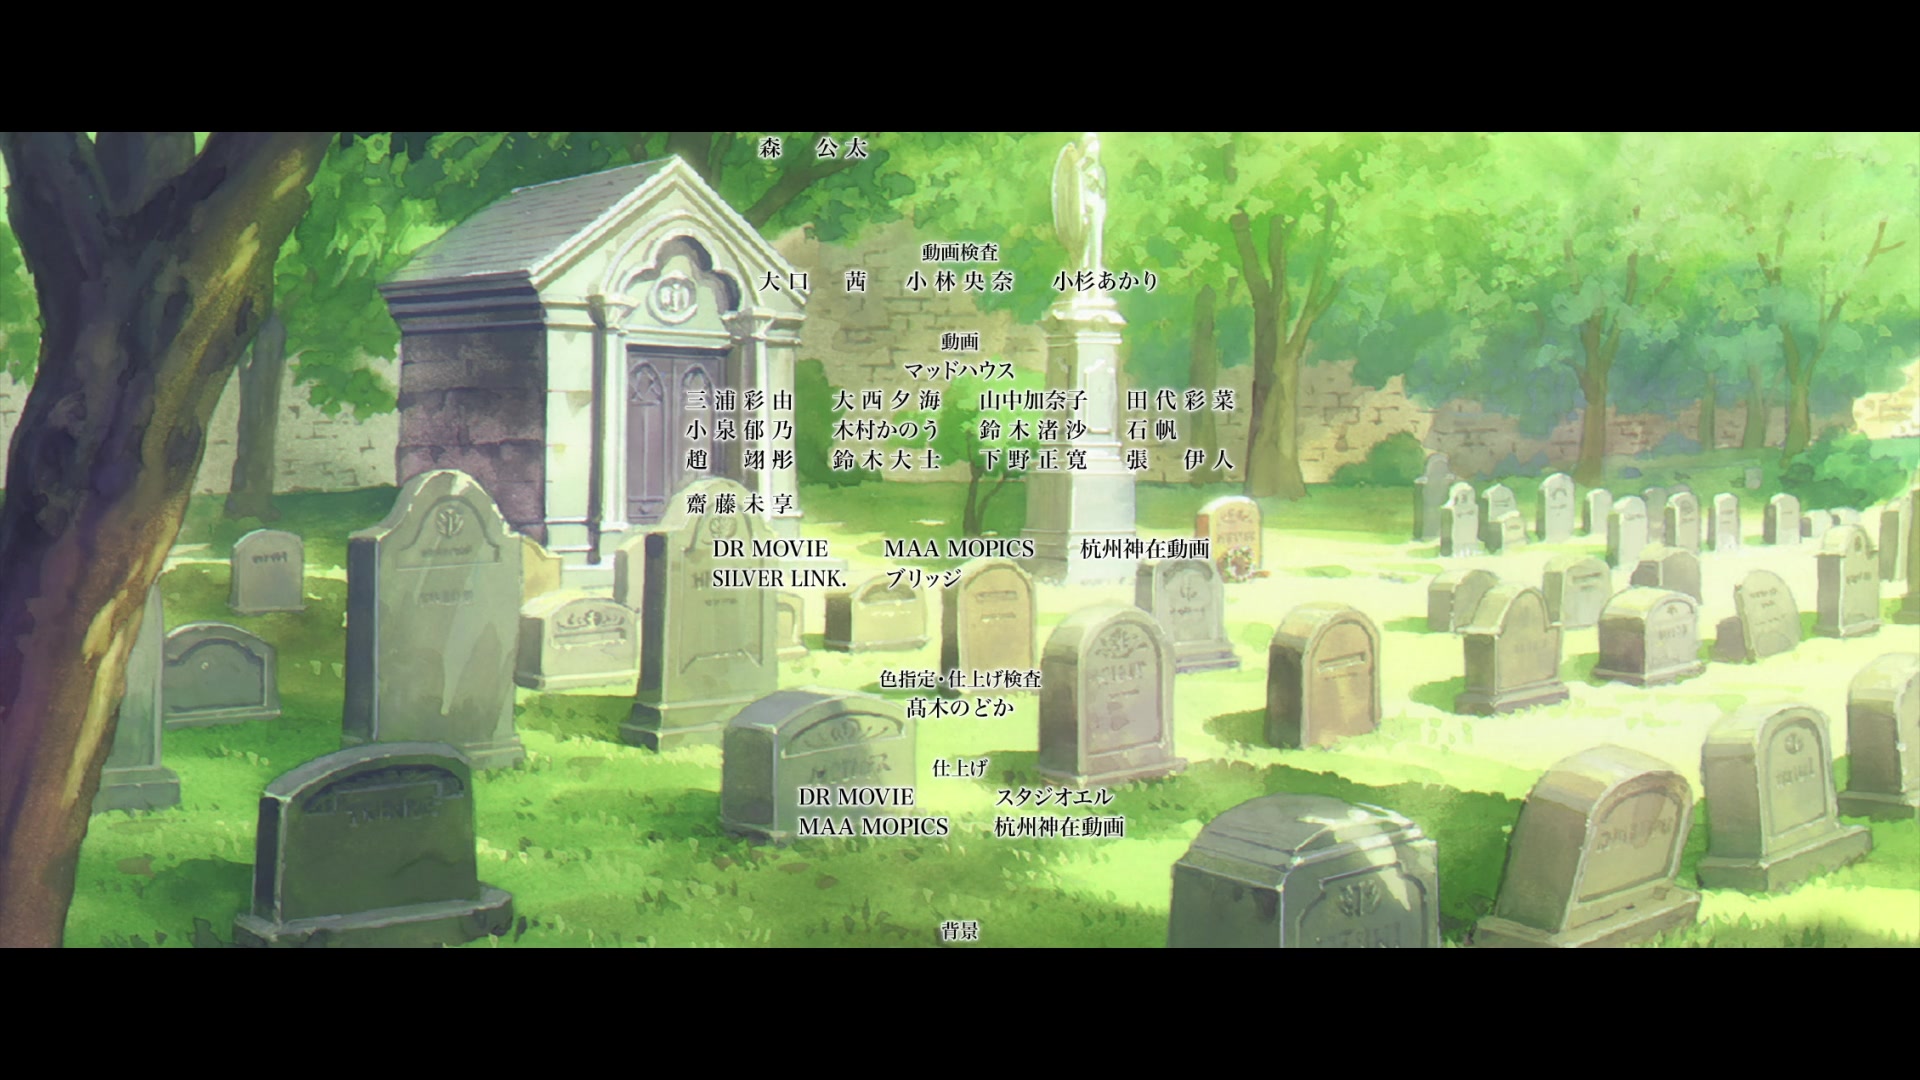 森　公太
動画検査
大口　茜　小林央奈　小杉あかり
動画
マッドハウス
三浦彩由　大西夕海　山中加奈子　田代彩菜
小泉郁乃　木村かのう　鈴木渚沙　石帆
趙　翊彤　鈴木大士　下野正寛　張　伊人
齋藤未享
DR MOVIE　MAA MOPICS　杭州神在動画
SILVER LINK.　ブリッジ
色指定・仕上げ検査
髙木のどか
仕上げ
DR MOVIE　スタジオエル
MAA MOPICS　杭州神在動画
背景